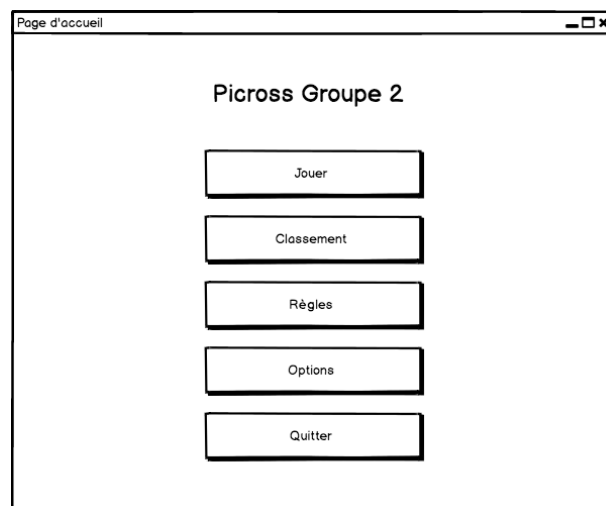 Page d'accueil
Picross Groupe 2
Jouer
Classement
Règles
Options
Quitter